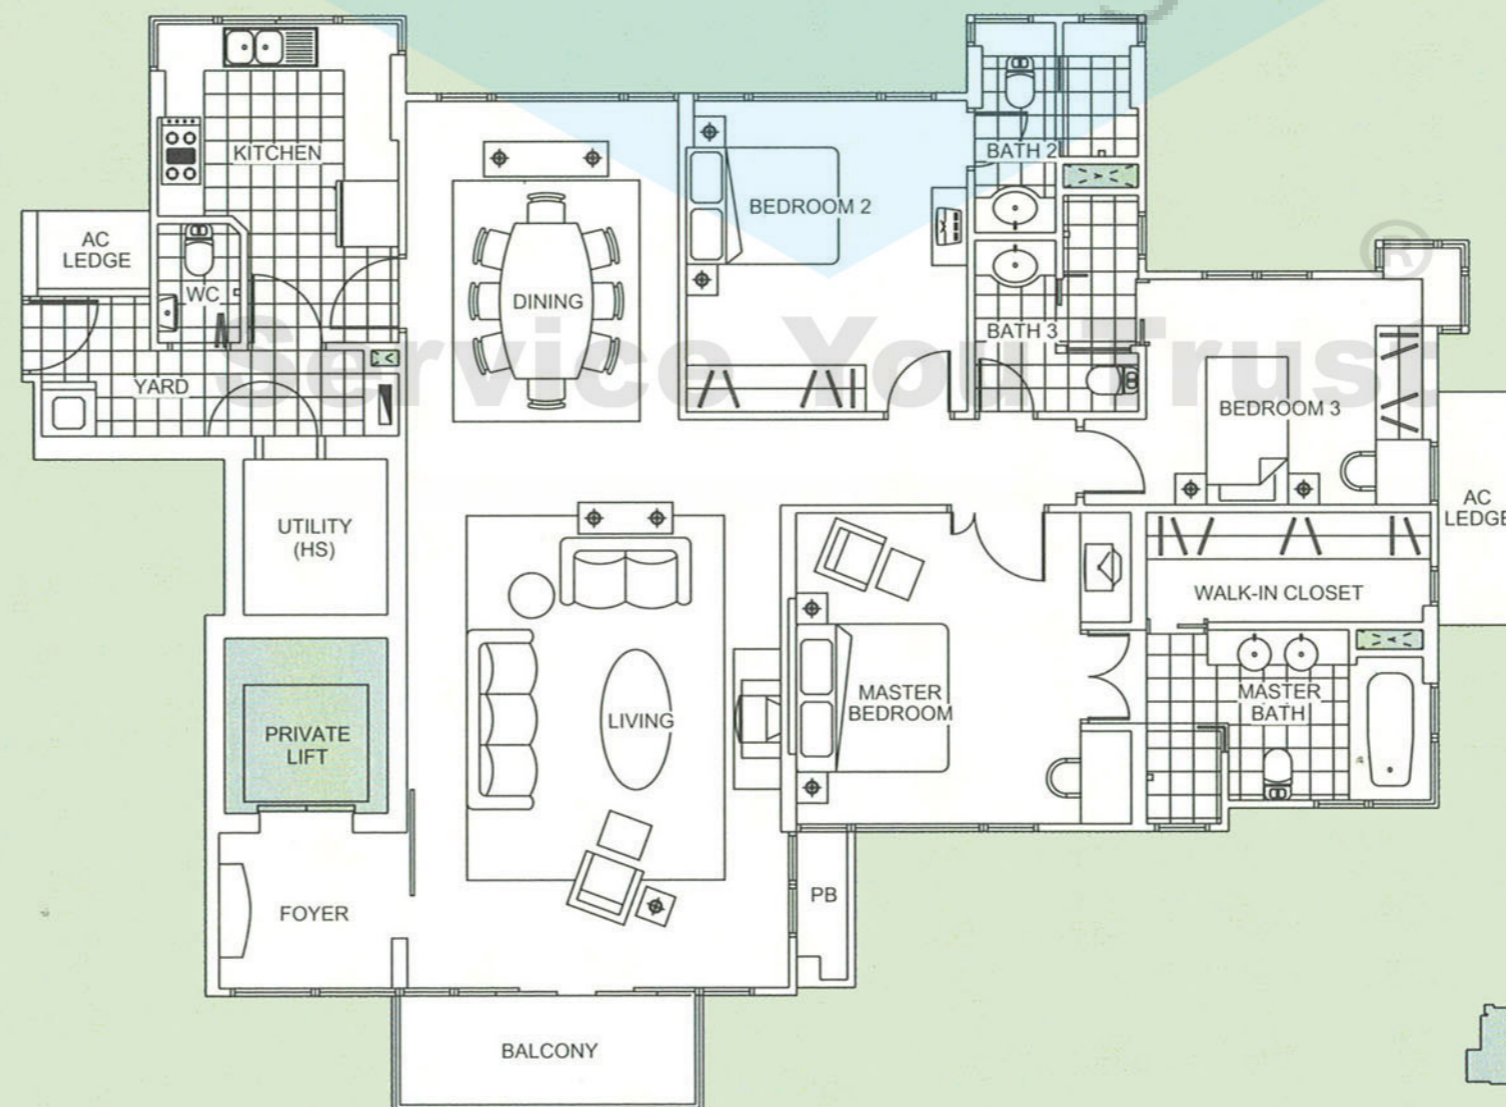 KITCHEN
BATH 2
BEDROOM 2
AC
LEDGE
WC
DINING
BATH 3
YARD
BEDROOM 3
®
Service You Trust
UTILITY
(HS)
AC
LEDGE
WALK-IN CLOSET
MASTER
BEDROOM
MASTER
BATH
LIVING
PRIVATE
LIFT
PB
FOYER
BALCONY